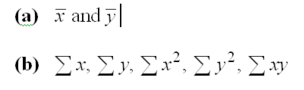 (a) x̅ and y̅|
(b) ∑x, ∑y, ∑x², ∑y², ∑xy